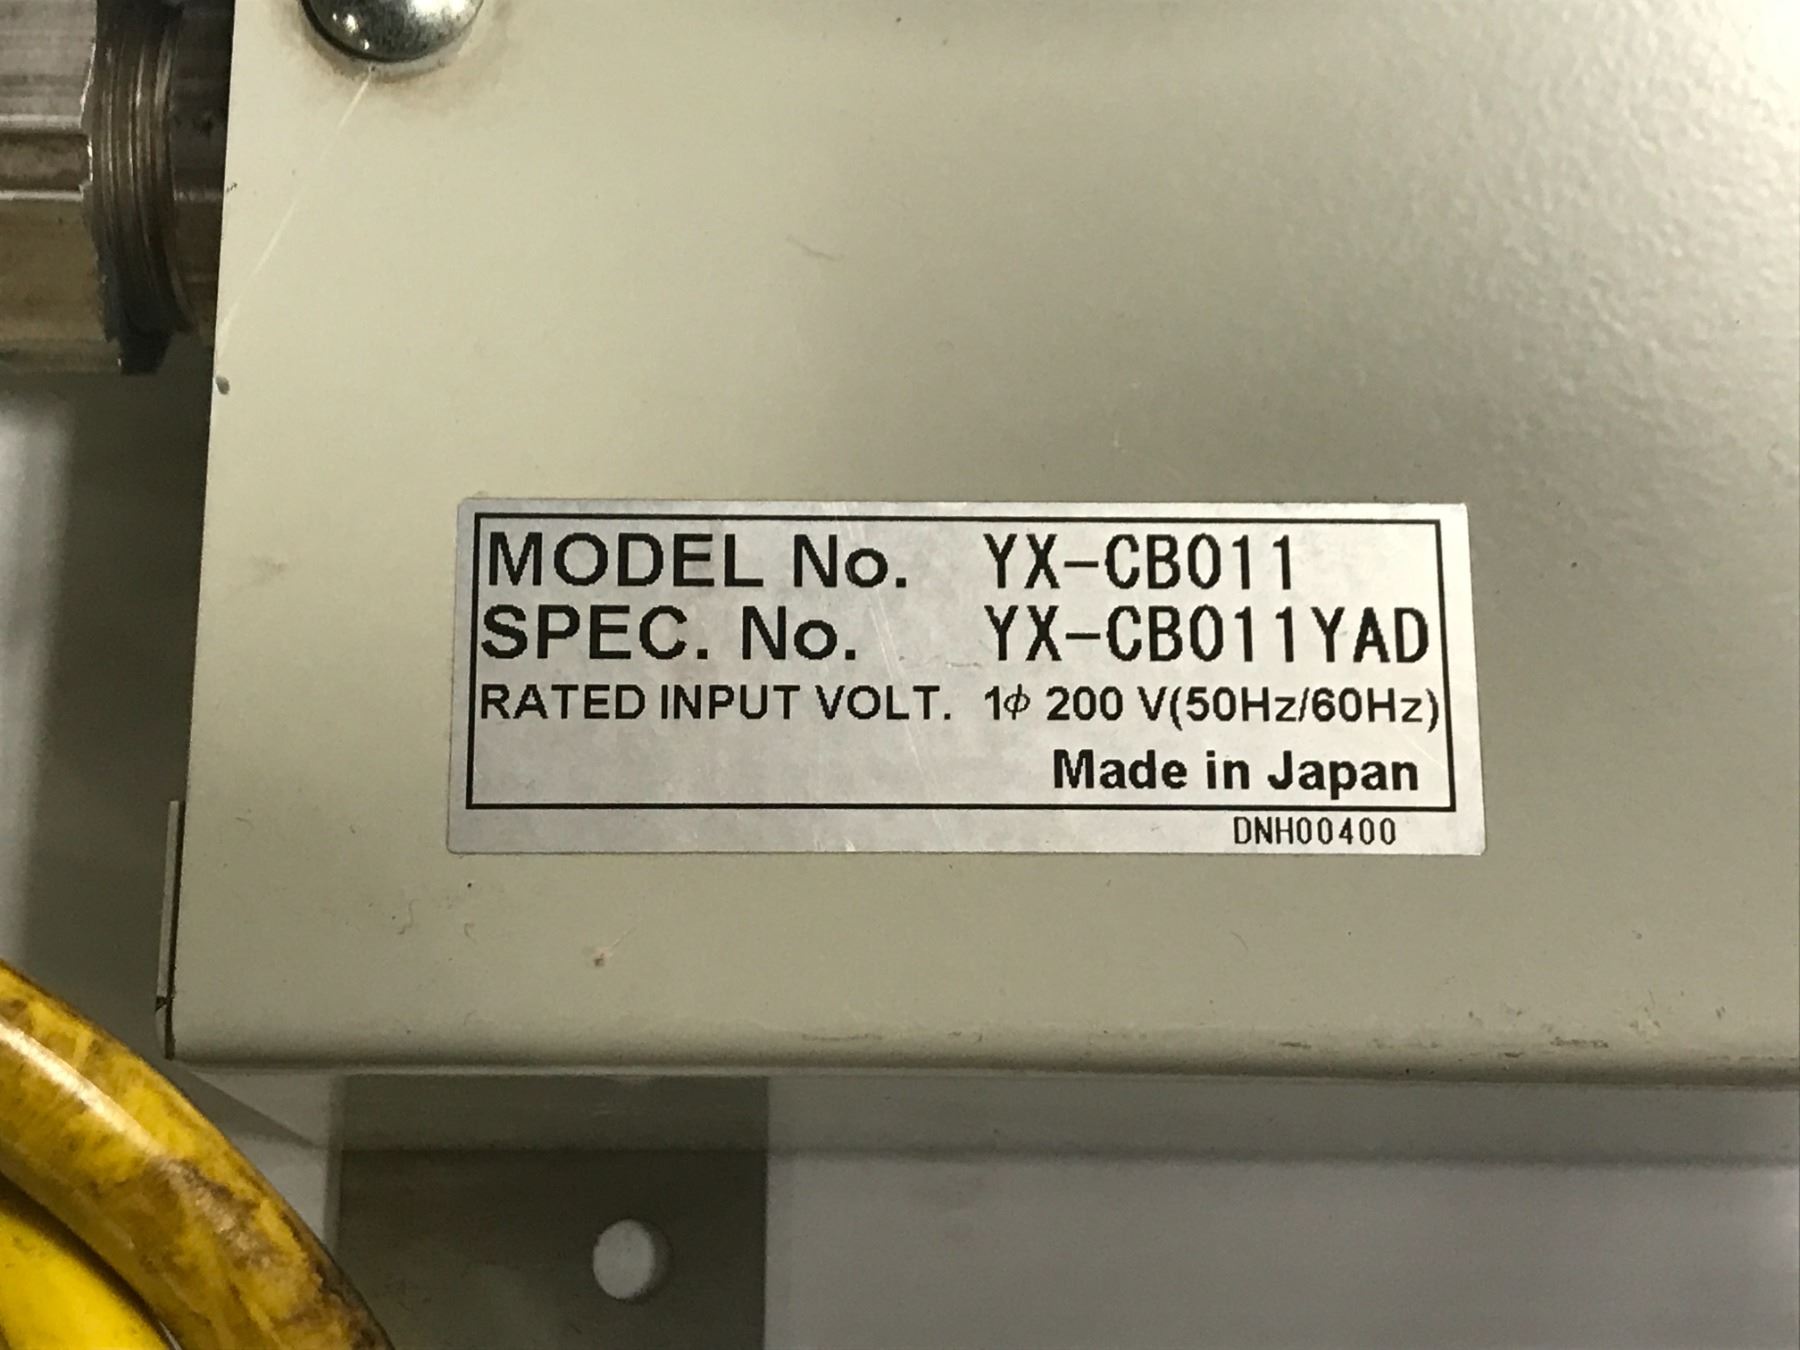 MODEL No. YX-CB011
SPEC. No. YX-CB011YAD
RATED INPUT VOLT. 1ϕ 200 V(50Hz/60Hz)
Made in Japan
DNH00400